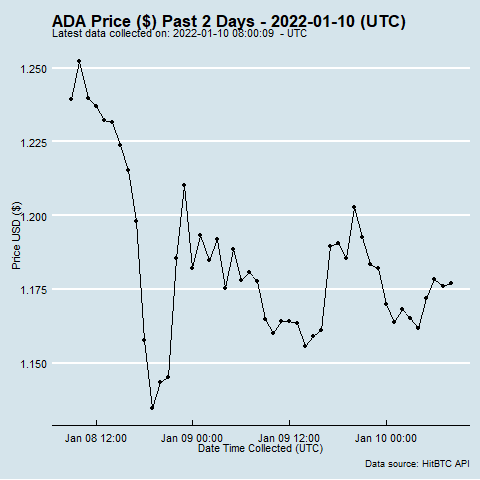 ADA Price ($) Past 2 Days - 2022-01-10 (UTC)
Latest data collected on: 2022-01-10 08:00:09 - UTC
1.250
1.225
1.200
1.175
1.150
Price USD ($)
Jan 08 12:00 Jan 09 00:00 Jan 09 12:00 Jan 10 00:00
Date Time Collected (UTC)
Data source: HitBTC API